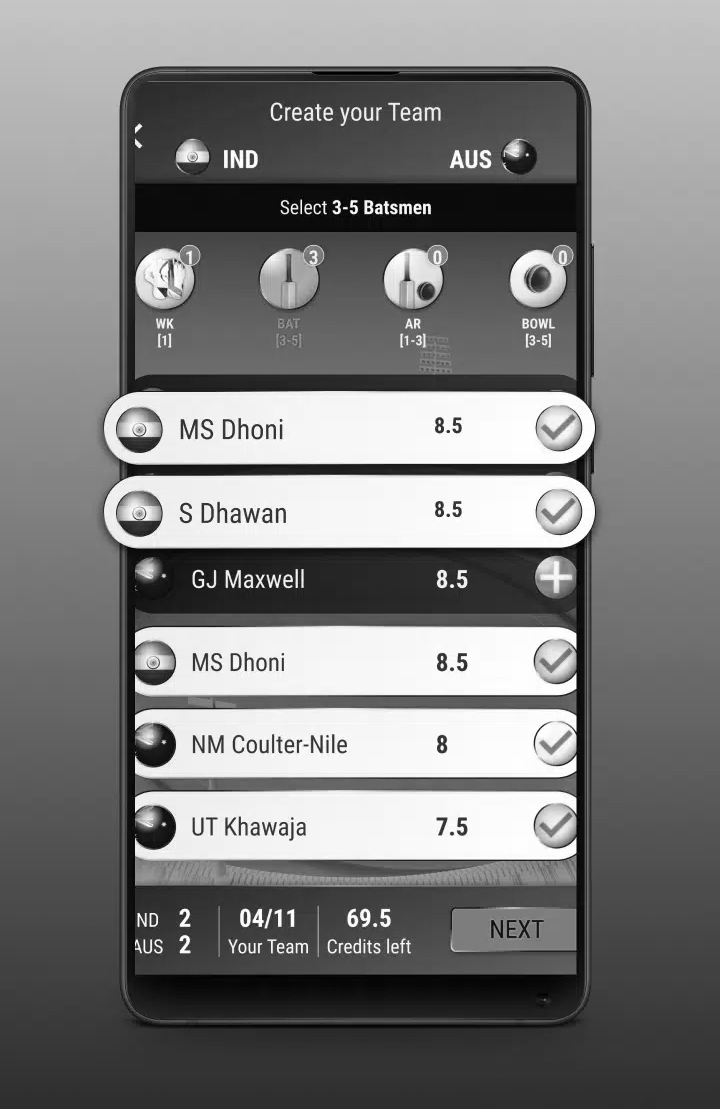 Create your Team
IND AUS
Select 3-5 Batsmen
1 3 0 0
WK BAT AR BOWL
[1] [3-5] [1-3] [3-5]
MS Dhoni 8.5
S Dhawan 8.5
GJ Maxwell 8.5
MS Dhoni 8.5
NM Coulter-Nile 8
UT Khawaja 7.5
ND 2 04/11 69.5 NEXT
AUS 2 Your Team Credits left